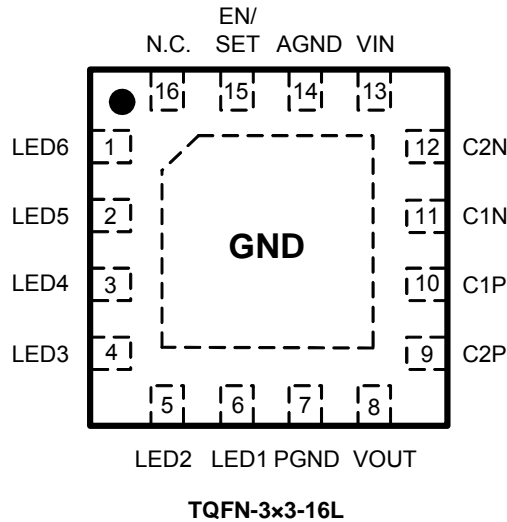 EN/
N.C. SET AGND VIN
16 15 14 13
LED6 1 12 C2N
LED5 2 11 C1N
GND
LED4 3 10 C1P
LED3 4 9 C2P
5 6 7 8
LED2 LED1 PGND VOUT
TQFN-3×3-16L